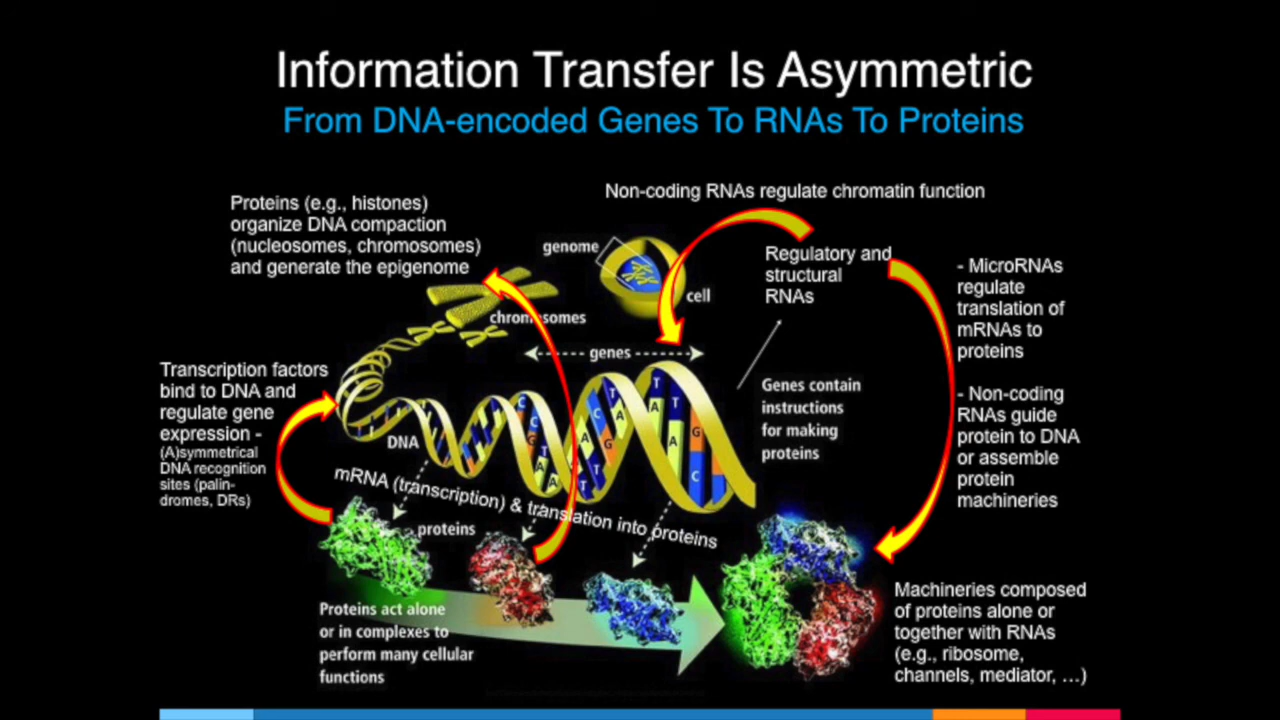 Information Transfer Is Asymmetric
From DNA-encoded Genes To RNAs To Proteins
Proteins (e.g., histones)
organize DNA compaction
(nucleosomes, chromosomes)
and generate the epigenome
Non-coding RNAs regulate chromatin function
genome
cell
chromosomes
Regulatory and
structural
RNAs
- MicroRNAs
regulate
translation of
mRNAs to
proteins
- Non-coding
RNAs guide
protein to DNA
or assemble
protein
machineries
genes
Transcription factors
bind to DNA and
regulate gene
expression -
(A)symmetrical
DNA recognition
sites (palin-
dromes, DRs)
Genes contain
instructions
for making
proteins
DNA
C
C
G
T
A
A
A
T
C
A
T
G
T
A
T
A
G
C
mRNA (transcription) & translation into proteins
proteins
Proteins act alone
or in complexes to
perform many cellular
functions
Machineries composed
of proteins alone or
together with RNAs
(e.g., ribosome,
channels, mediator, ...)